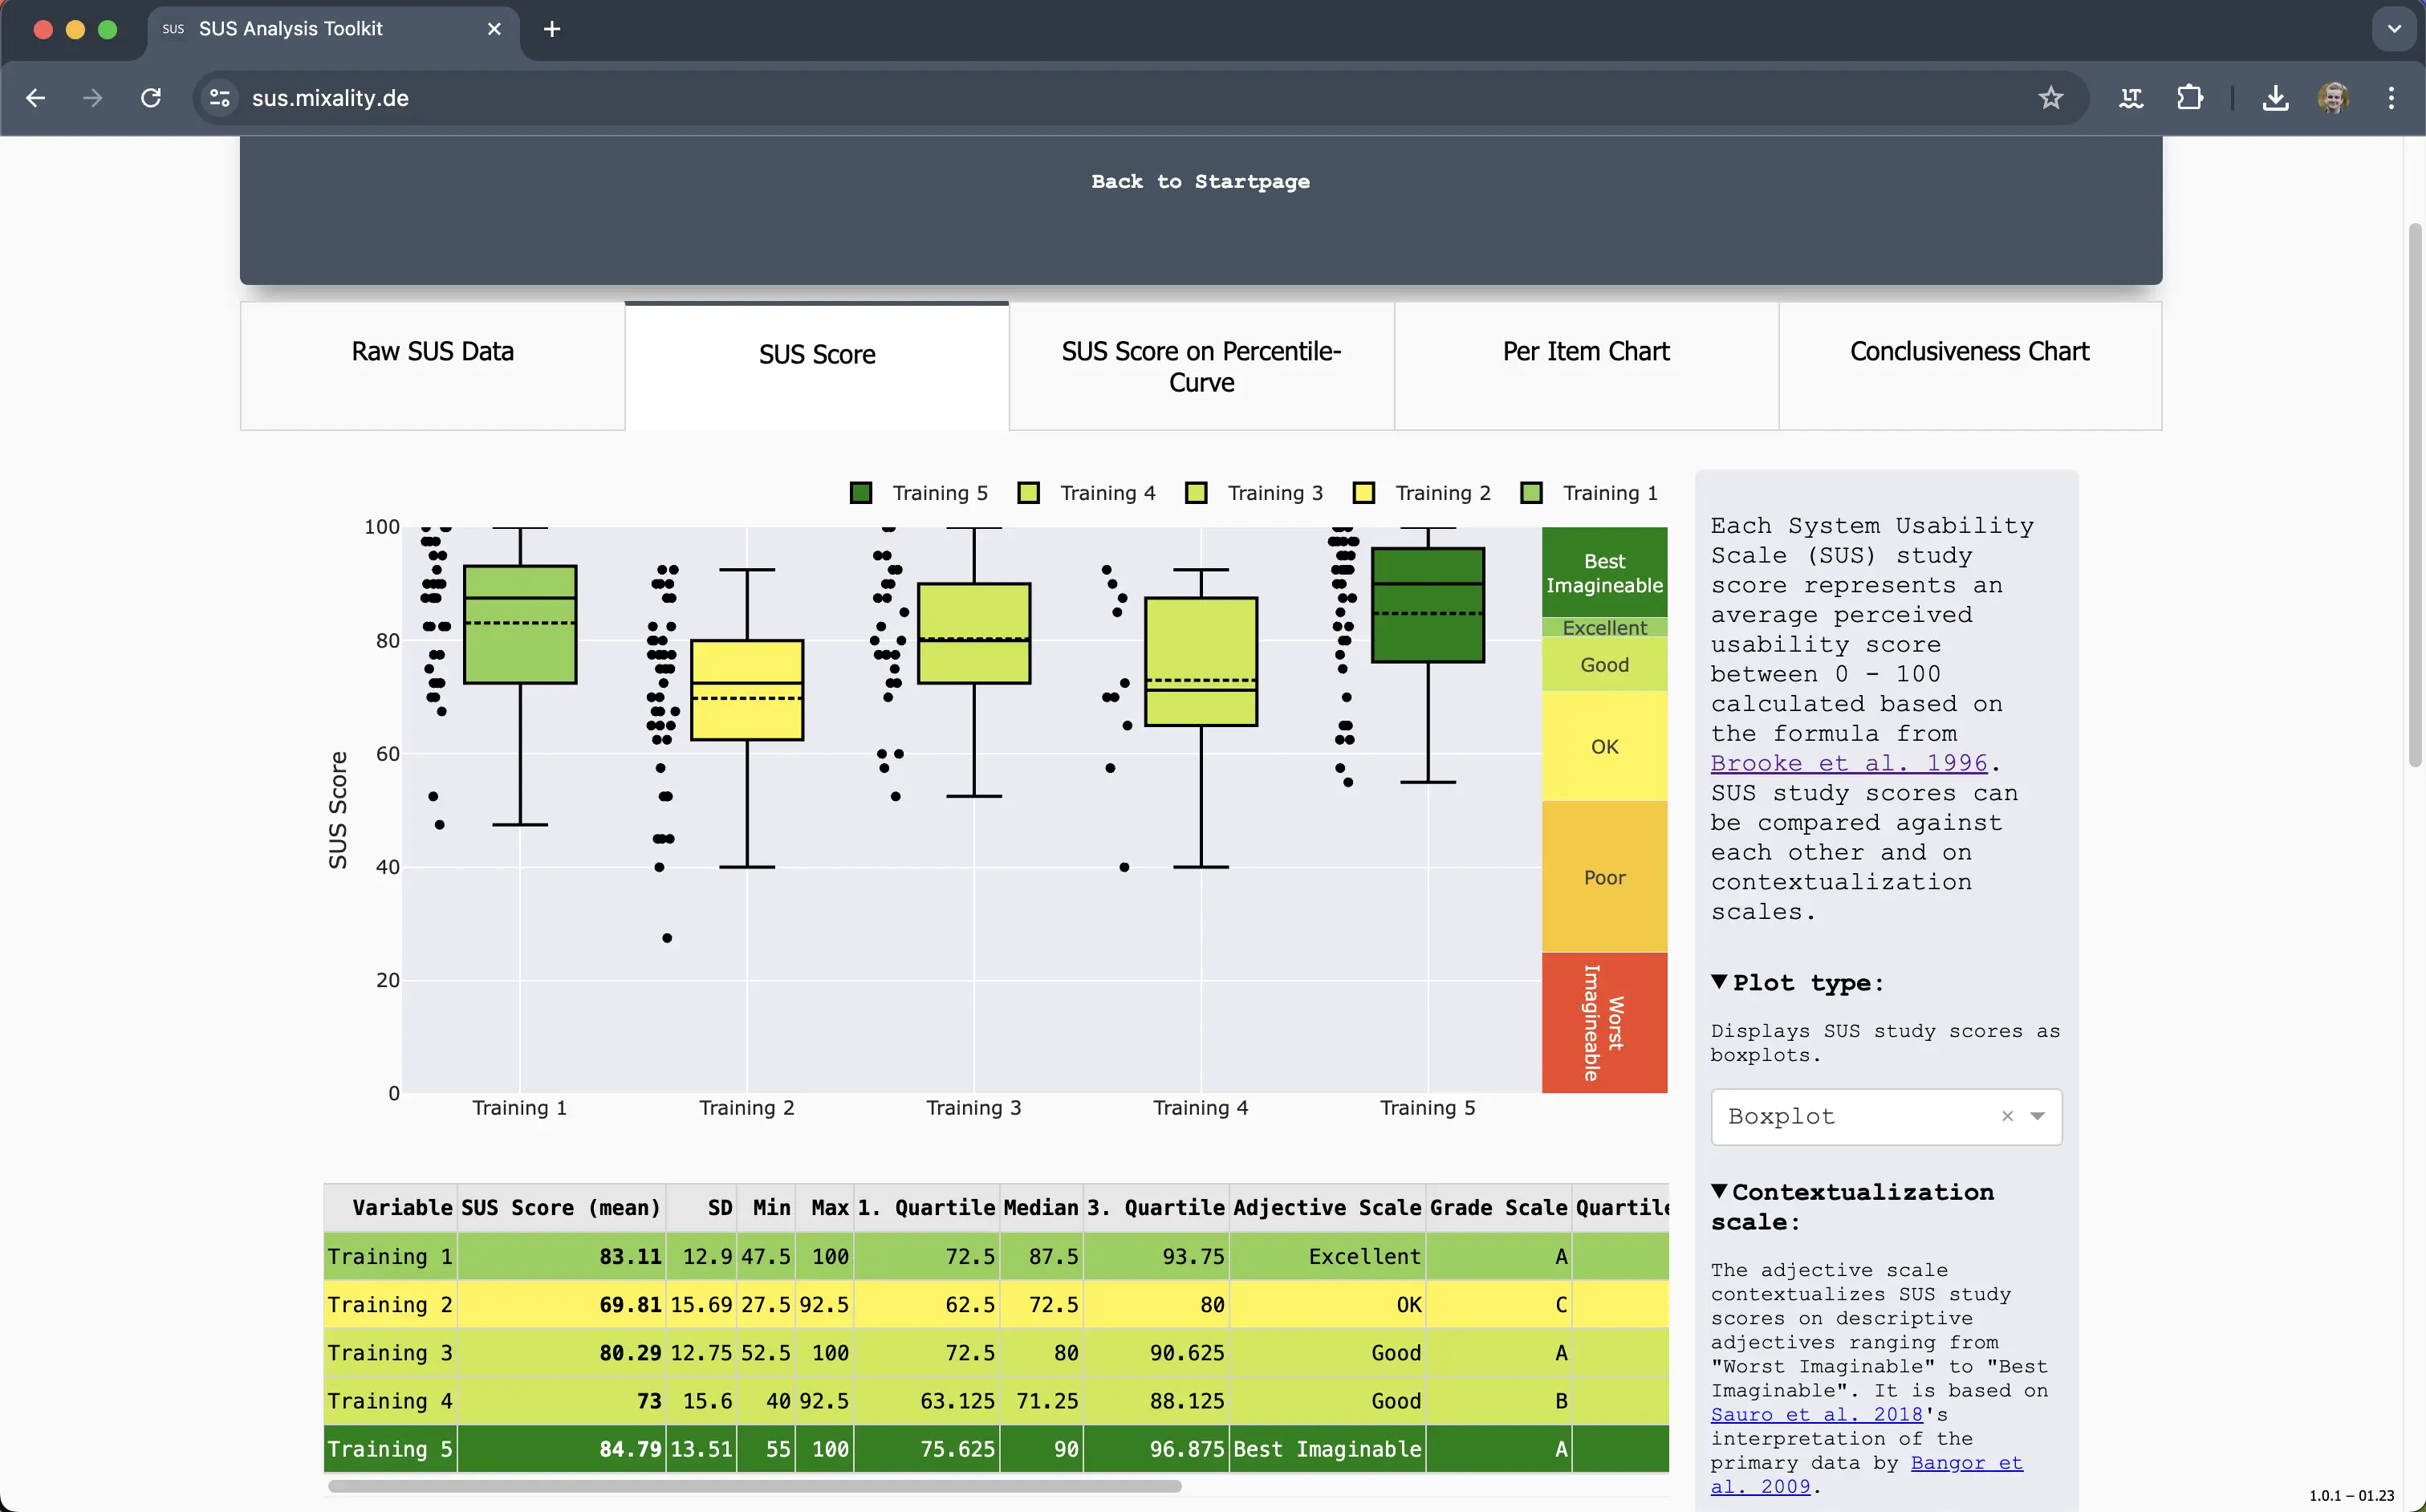 SUS SUS Analysis Toolkit
sus.mixality.de
Back to Startpage
Raw SUS Data
SUS Score
SUS Score on Percentile-
Curve
Per Item Chart
Conclusiveness Chart
Training 5 Training 4 Training 3 Training 2 Training 1
100
80
60
40
20
0
SUS Score
Training 1 Training 2 Training 3 Training 4 Training 5
Best
Imagineable
Excellent
Good
OK
Poor
Worst
Imagineable
Variable SUS Score (mean) SD Min Max 1. Quartile Median 3. Quartile Adjective Scale Grade Scale Quartile
Training 1 83.11 12.9 47.5 100 72.5 87.5 93.75 Excellent A
Training 2 69.81 15.69 27.5 92.5 62.5 72.5 80 OK C
Training 3 80.29 12.75 52.5 100 72.5 80 90.625 Good A
Training 4 73 15.6 40 92.5 63.125 71.25 88.125 Good B
Training 5 84.79 13.51 55 100 75.625 90 96.875 Best Imaginable A
Each System Usability
Scale (SUS) study
score represents an
average perceived
usability score
between 0 - 100
calculated based on
the formula from
Brooke et al. 1996.
SUS study scores can
be compared against
each other and on
contextualization
scales.
▼Plot type:
Displays SUS study scores as
boxplots.
Boxplot ×
▼Contextualization
scale:
The adjective scale
contextualizes SUS study
scores on descriptive
adjectives ranging from
"Worst Imaginable" to "Best
Imaginable". It is based on
Sauro et al. 2018's
interpretation of the
primary data by Bangor et
al. 2009.
1.0.1 – 01.23